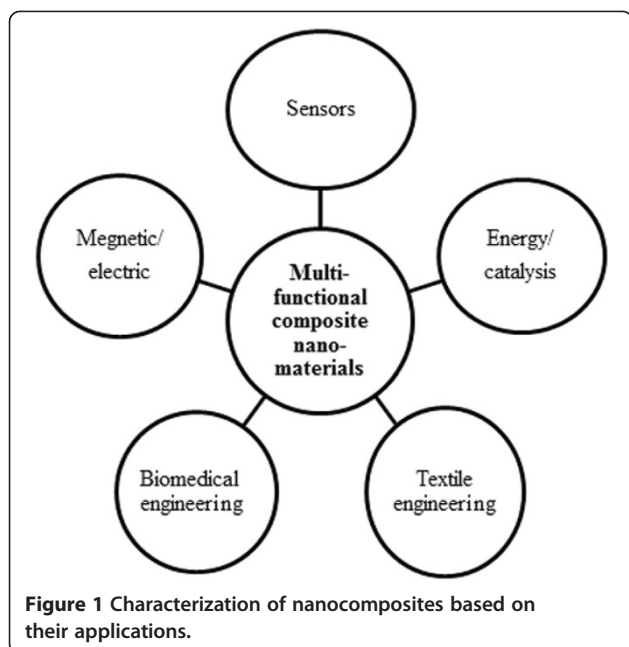 Sensors
Megnetic/
electric
Energy/
catalysis
Multi-
functional
composite
nano-
materials
Biomedical
engineering
Textile
engineering
Figure 1 Characterization of nanocomposites based on
their applications.